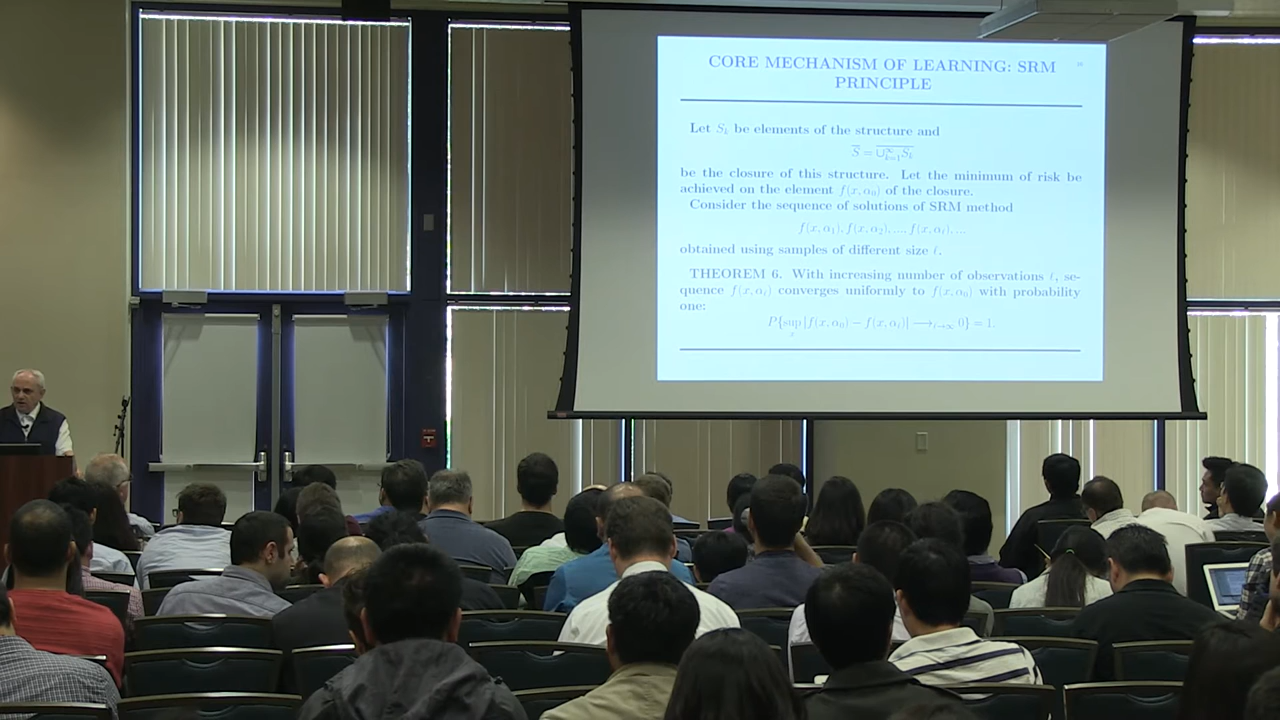 CORE MECHANISM OF LEARNING: SRM
PRINCIPLE
Let S_k be elements of the structure and
S̅ = \overline{∪_{k=1}^∞ S_k}
be the closure of this structure. Let the minimum of risk be
achieved on the element f(x, α_0) of the closure.
Consider the sequence of solutions of SRM method
f(x, α_1), f(x, α_2), ..., f(x, α_ℓ), ...
obtained using samples of different size ℓ.
THEOREM 6. With increasing number of observations ℓ, se-
quence f(x, α_ℓ) converges uniformly to f(x, α_0) with probability
one:
P{sup_x |f(x, α_0) − f(x, α_ℓ)| ⟶_{ℓ→∞} 0} = 1.